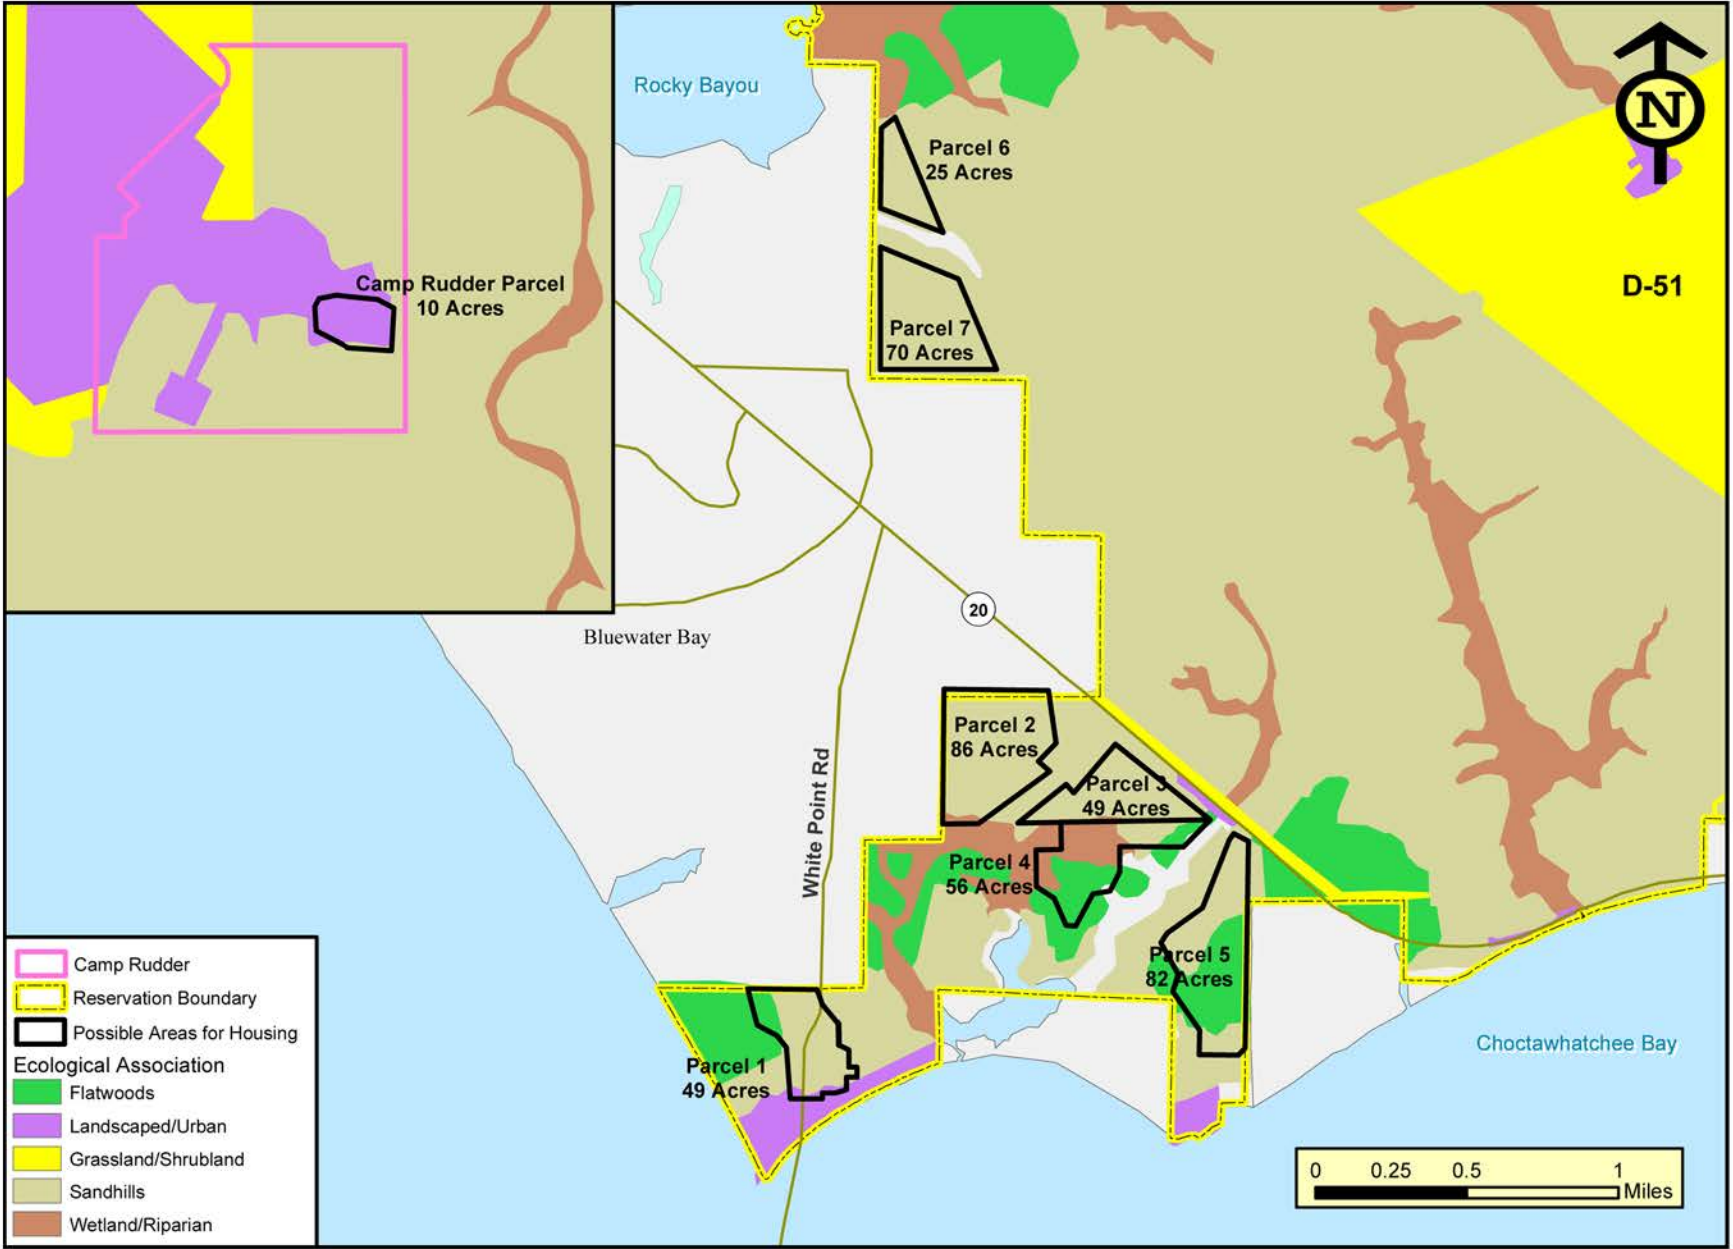 Rocky Bayou
N
Parcel 6
25 Acres
Camp Rudder Parcel
10 Acres
D-51
Parcel 7
70 Acres
20
Bluewater Bay
Parcel 2
86 Acres
White Point Rd
Parcel 3
49 Acres
Parcel 4
56 Acres
Parcel 5
82 Acres
Parcel 1
49 Acres
Choctawhatchee Bay
Camp Rudder
Reservation Boundary
Possible Areas for Housing
Ecological Association
Flatwoods
Landscaped/Urban
Grassland/Shrubland
Sandhills
Wetland/Riparian
0 0.25 0.5 1
Miles